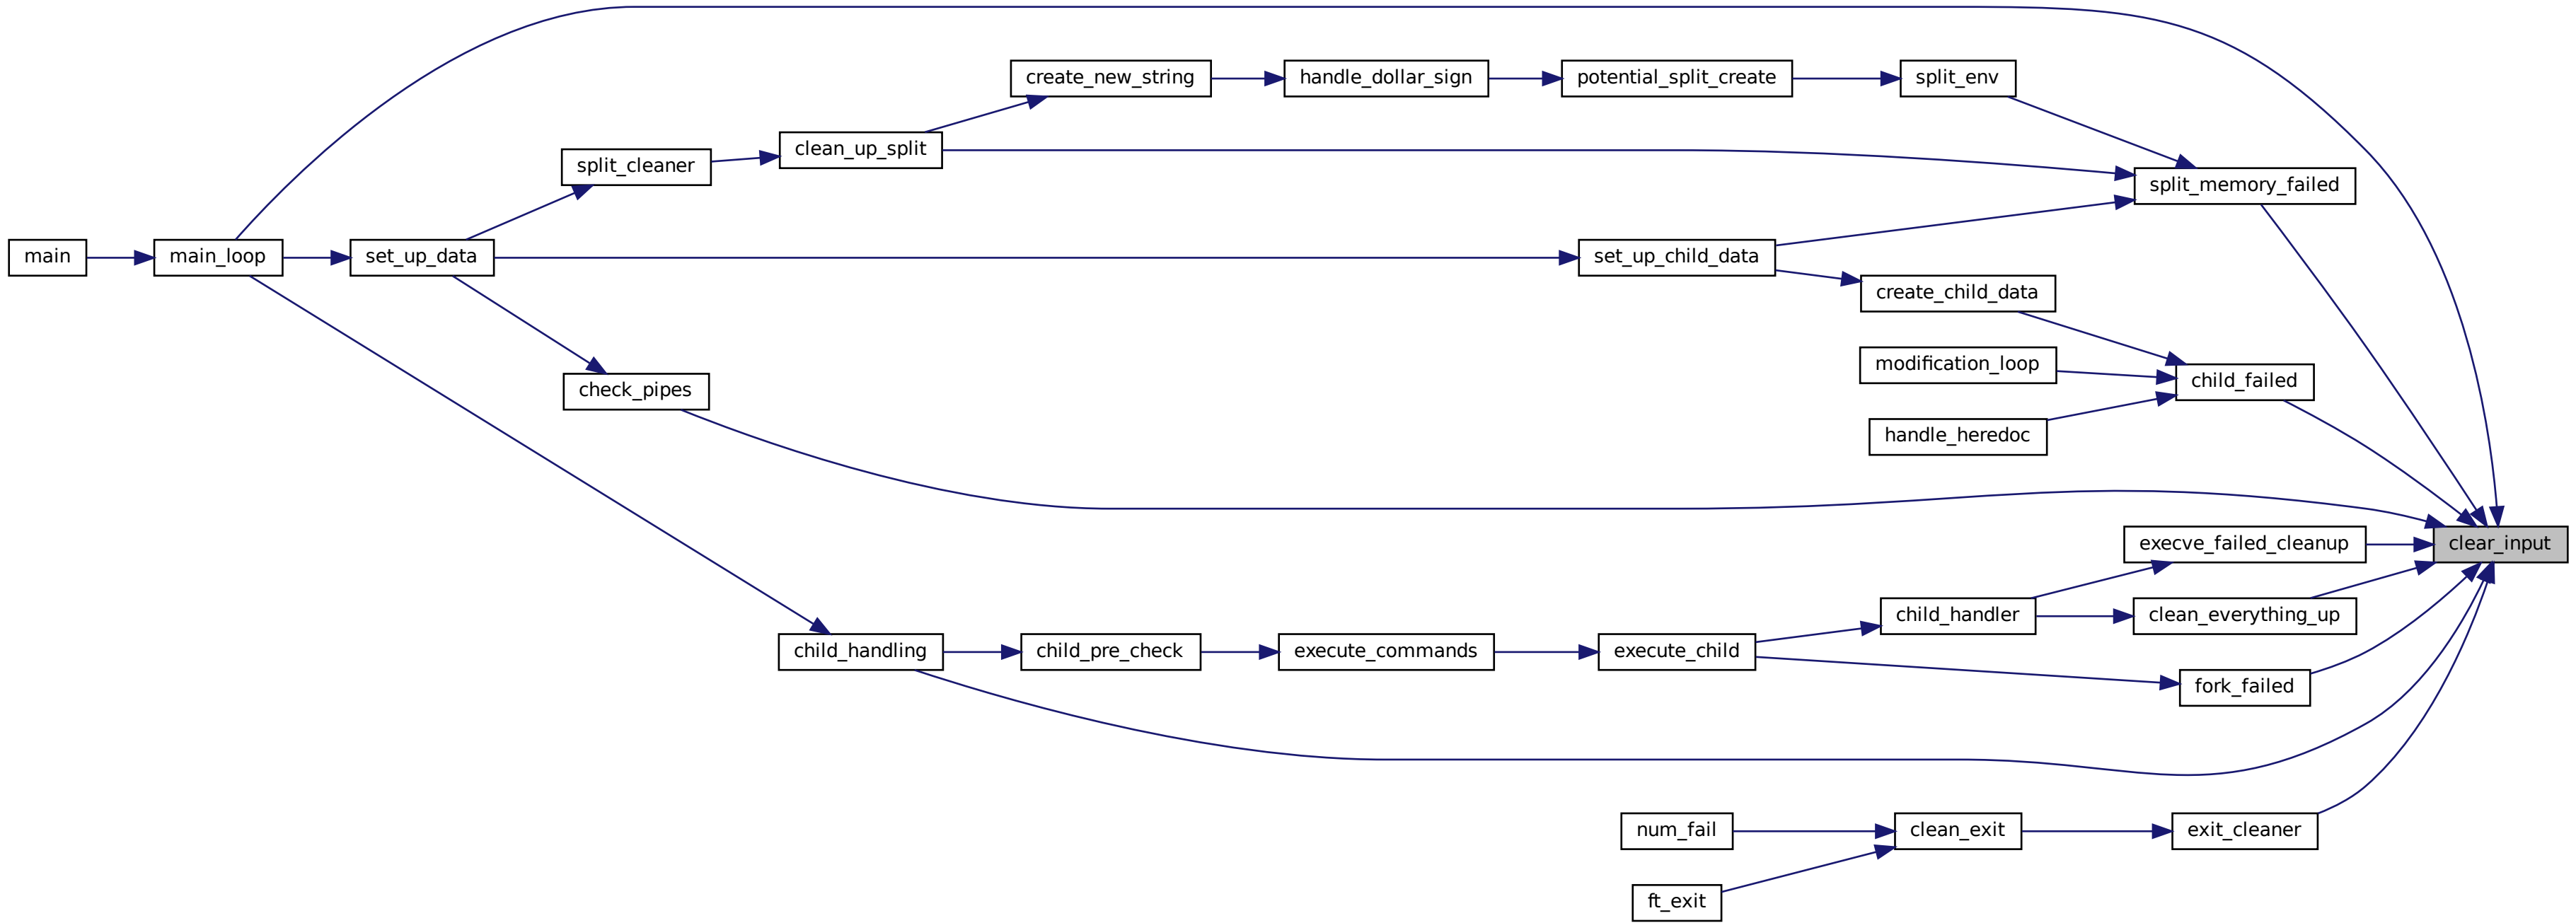 create_new_string
handle_dollar_sign
potential_split_create
split_env
clean_up_split
split_cleaner
split_memory_failed
main
main_loop
set_up_data
set_up_child_data
create_child_data
modification_loop
child_failed
check_pipes
handle_heredoc
execve_failed_cleanup
clear_input
child_handler
clean_everything_up
child_handling
child_pre_check
execute_commands
execute_child
fork_failed
num_fail
clean_exit
exit_cleaner
ft_exit